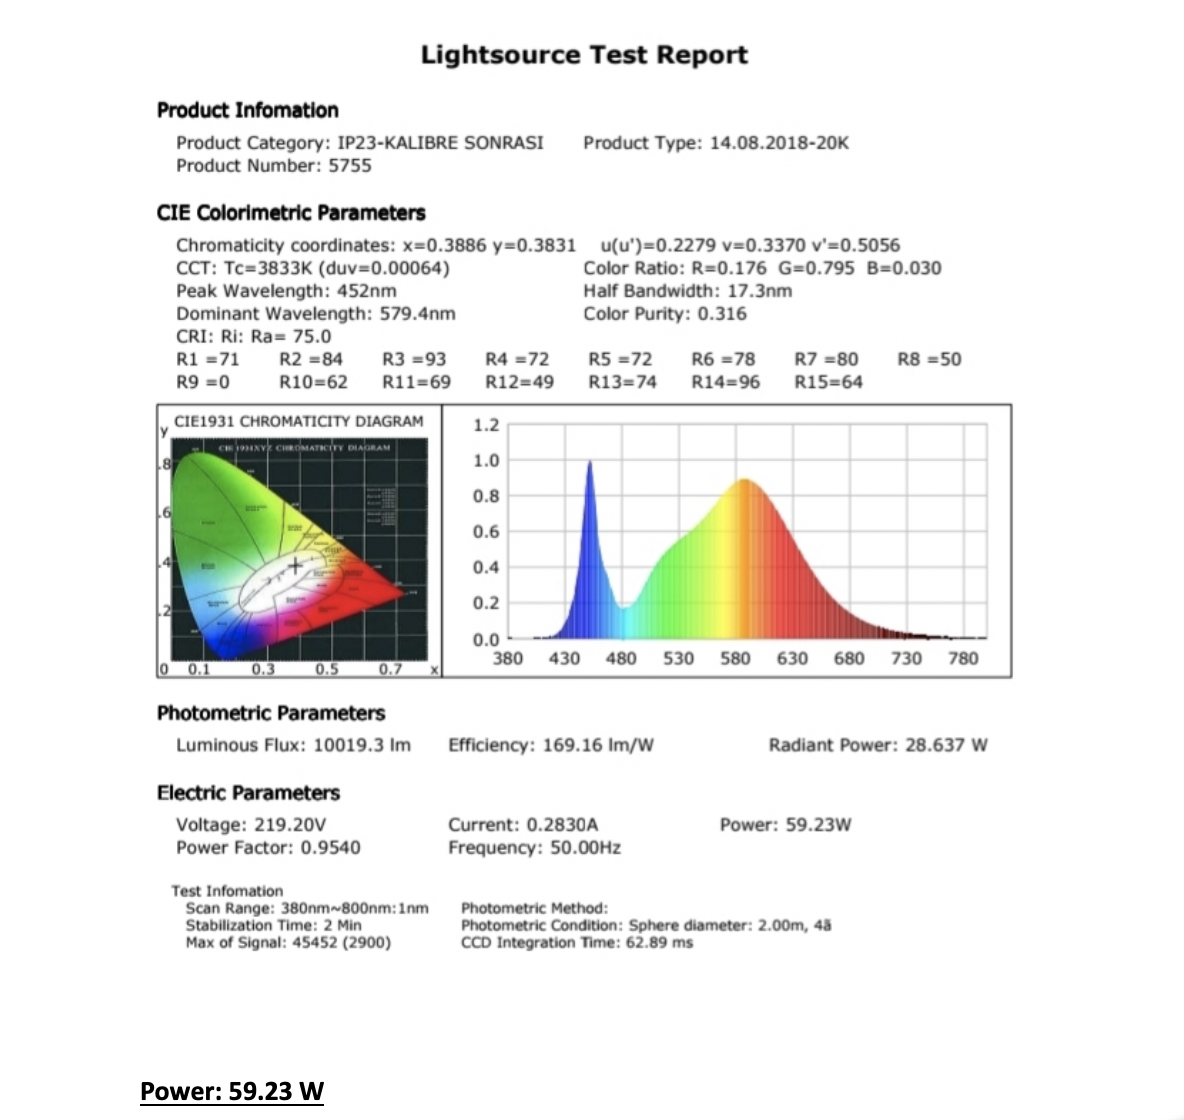 Lightsource Test Report
Product Infomation
Product Category: IP23-KALIBRE SONRASI Product Type: 14.08.2018-20K
Product Number: 5755
CIE Colorimetric Parameters
Chromaticity coordinates: x=0.3886 y=0.3831 u(u')=0.2279 v=0.3370 v'=0.5056
CCT: Tc=3833K (duv=0.00064) Color Ratio: R=0.176 G=0.795 B=0.030
Peak Wavelength: 452nm Half Bandwidth: 17.3nm
Dominant Wavelength: 579.4nm Color Purity: 0.316
CRI: Ri: Ra= 75.0
R1 =71 R2 =84 R3 =93 R4 =72 R5 =72 R6 =78 R7 =80 R8 =50
R9 =0 R10=62 R11=69 R12=49 R13=74 R14=96 R15=64
CIE1931 CHROMATICITY DIAGRAM
y
CIE 1931XYZ CHROMATICITY DIAGRAM
.8
.6
.4
.2
0 0.1 0.3 0.5 0.7 x
1.2
1.0
0.8
0.6
0.4
0.2
0.0
380 430 480 530 580 630 680 730 780
Photometric Parameters
Luminous Flux: 10019.3 lm Efficiency: 169.16 lm/W Radiant Power: 28.637 W
Electric Parameters
Voltage: 219.20V Current: 0.2830A Power: 59.23W
Power Factor: 0.9540 Frequency: 50.00Hz
Test Infomation
Scan Range: 380nm~800nm:1nm Photometric Method:
Stabilization Time: 2 Min Photometric Condition: Sphere diameter: 2.00m, 4ã
Max of Signal: 45452 (2900) CCD Integration Time: 62.89 ms
Power: 59.23 W